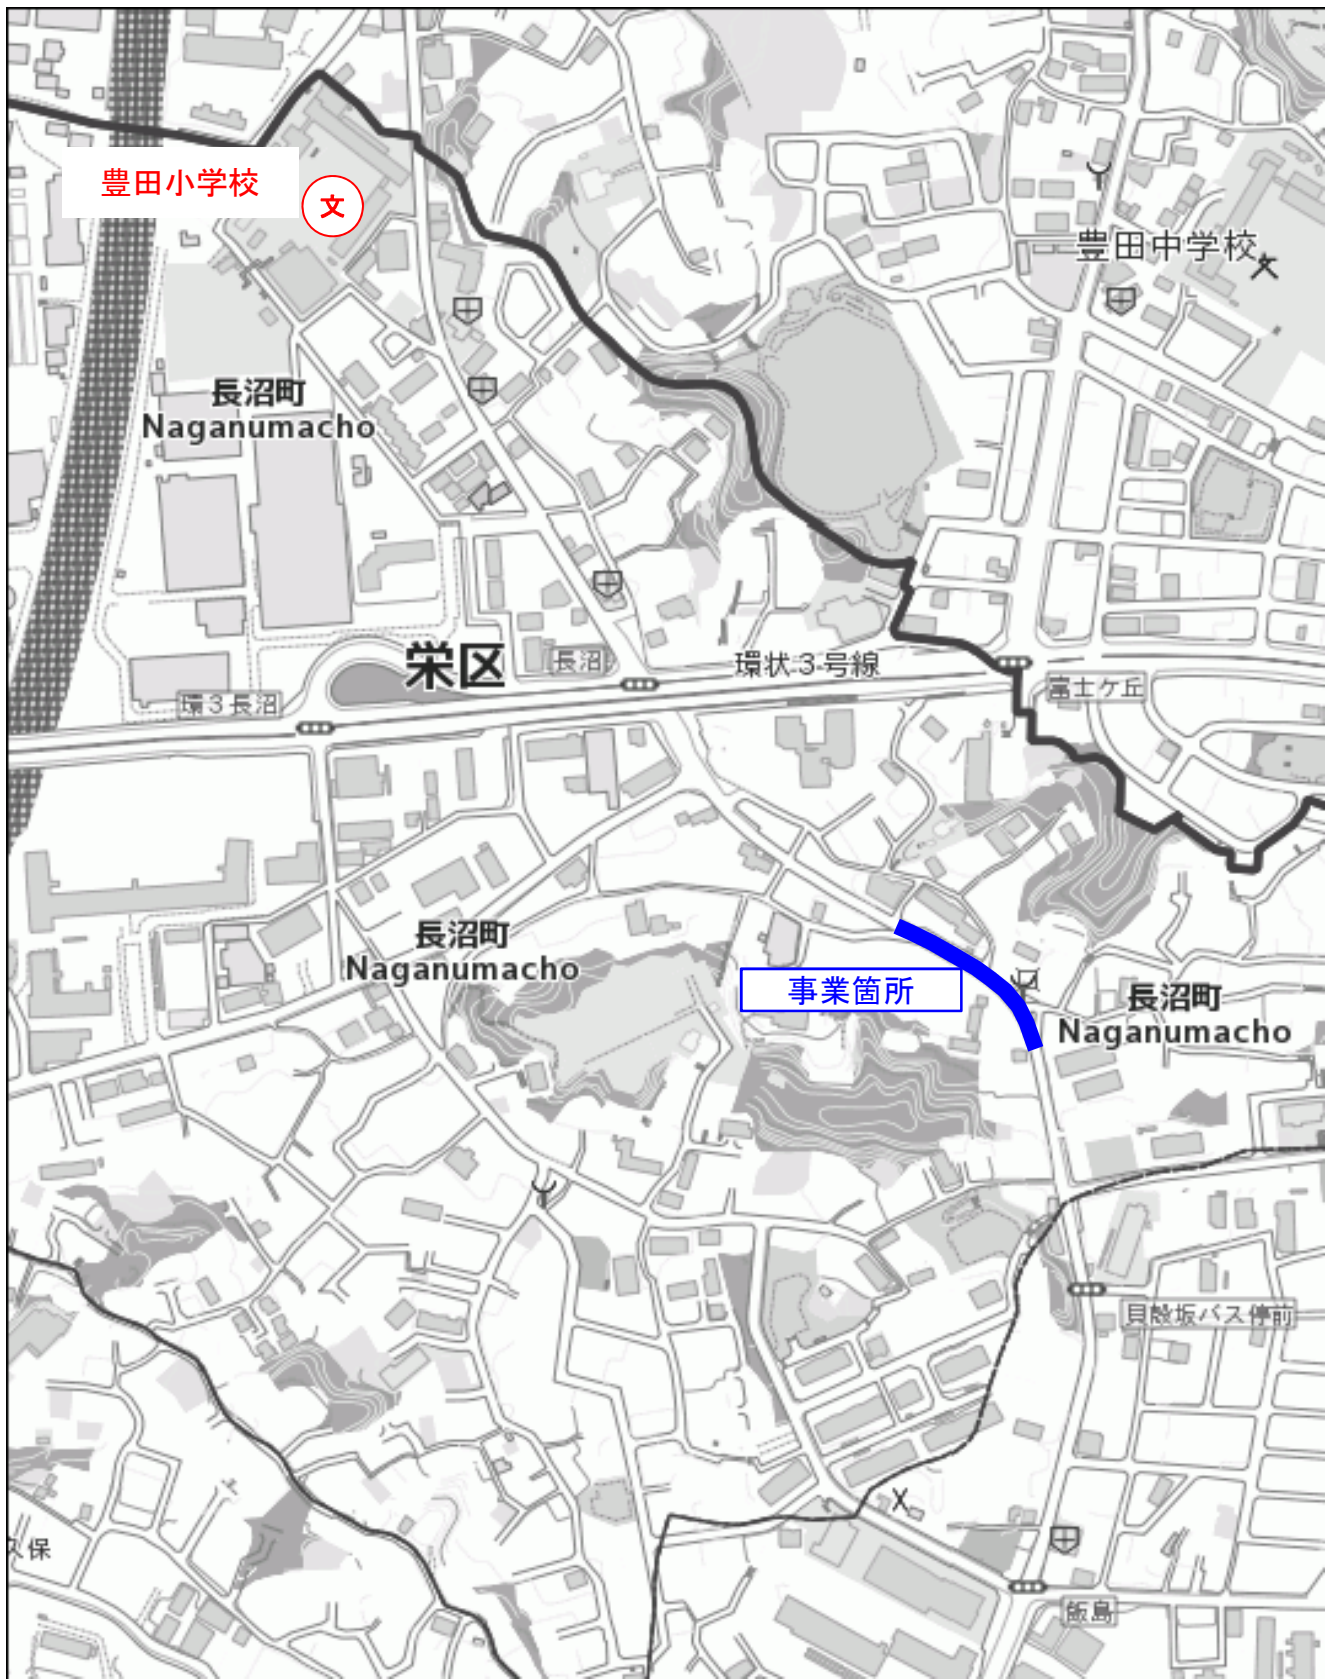 豊田小学校
文
豊田中学校
長沼町
Naganumacho
栄区
長沼
環状3号線
環3長沼
富士ケ丘
長沼町
Naganumacho
事業箇所
長沼町
Naganumacho
貝殻坂バス停前
久保
飯島